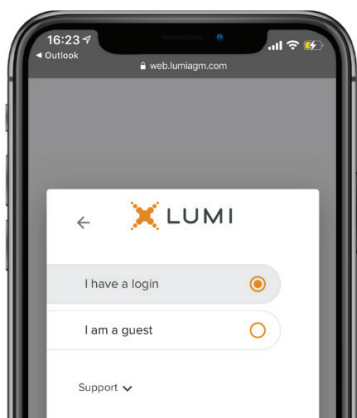 16:23
Outlook
web.lumiagm.com
LUMI
I have a login
I am a guest
Support